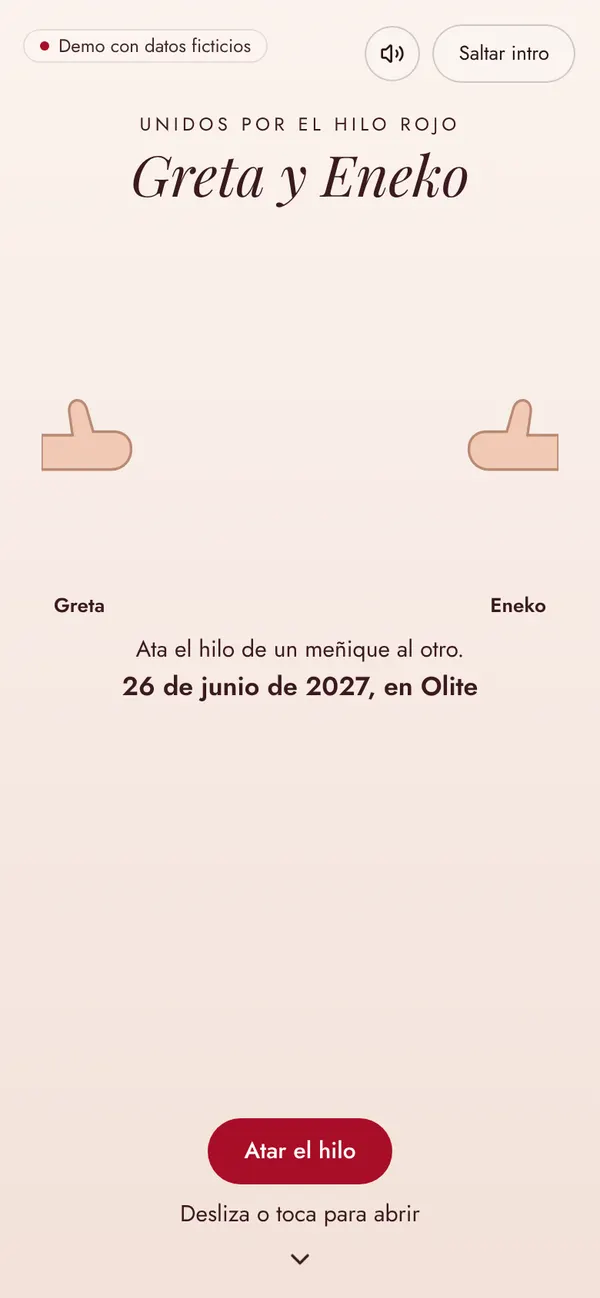 Demo con datos ficticios
Saltar intro
UNIDOS POR EL HILO ROJO
Greta y Eneko
Greta
Eneko
Ata el hilo de un meñique al otro.
26 de junio de 2027, en Olite
Atar el hilo
Desliza o toca para abrir